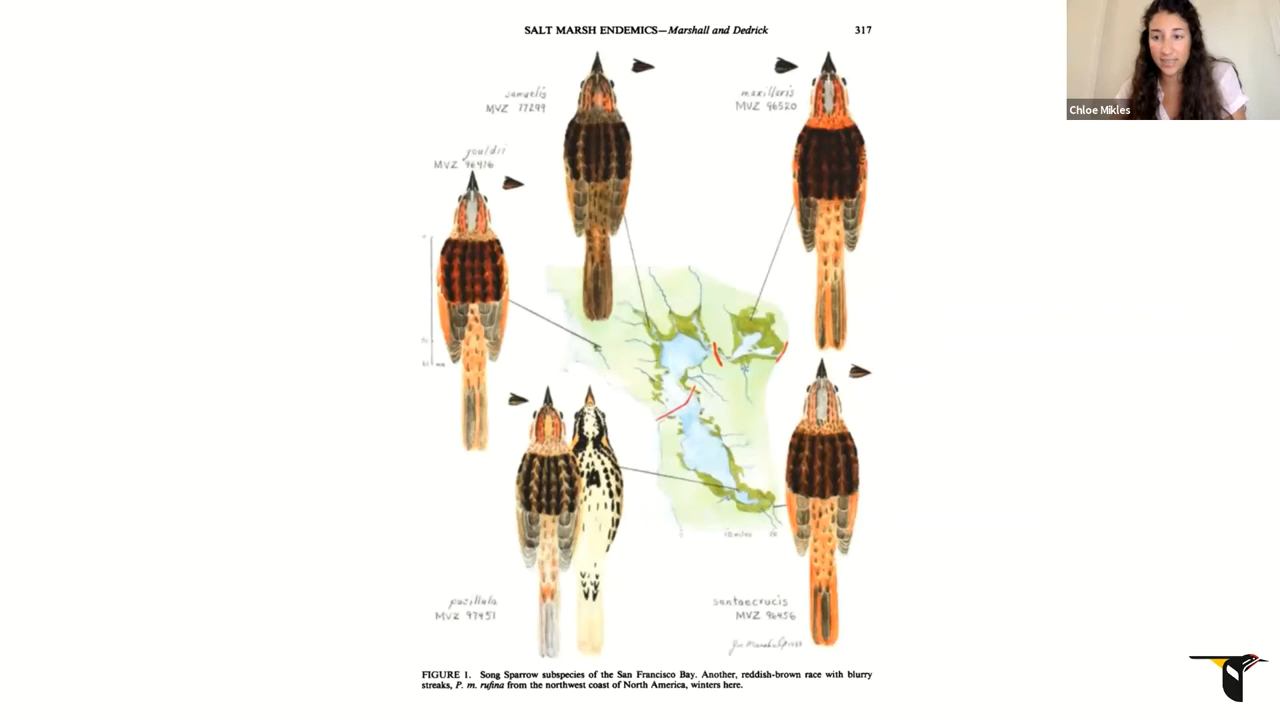 SALT MARSH ENDEMICS—Marshall and Dedrick 317
samuelis
MVZ 77299
maxillaris
MVZ 96520
gouldii
MVZ 96416
Chloe Mikles
pusillula
MVZ 97451
santaecrucis
MVZ 96456
FIGURE 1. Song Sparrow subspecies of the San Francisco Bay. Another, reddish-brown race with blurry
streaks, P. m. rufina from the northwest coast of North America, winters here.